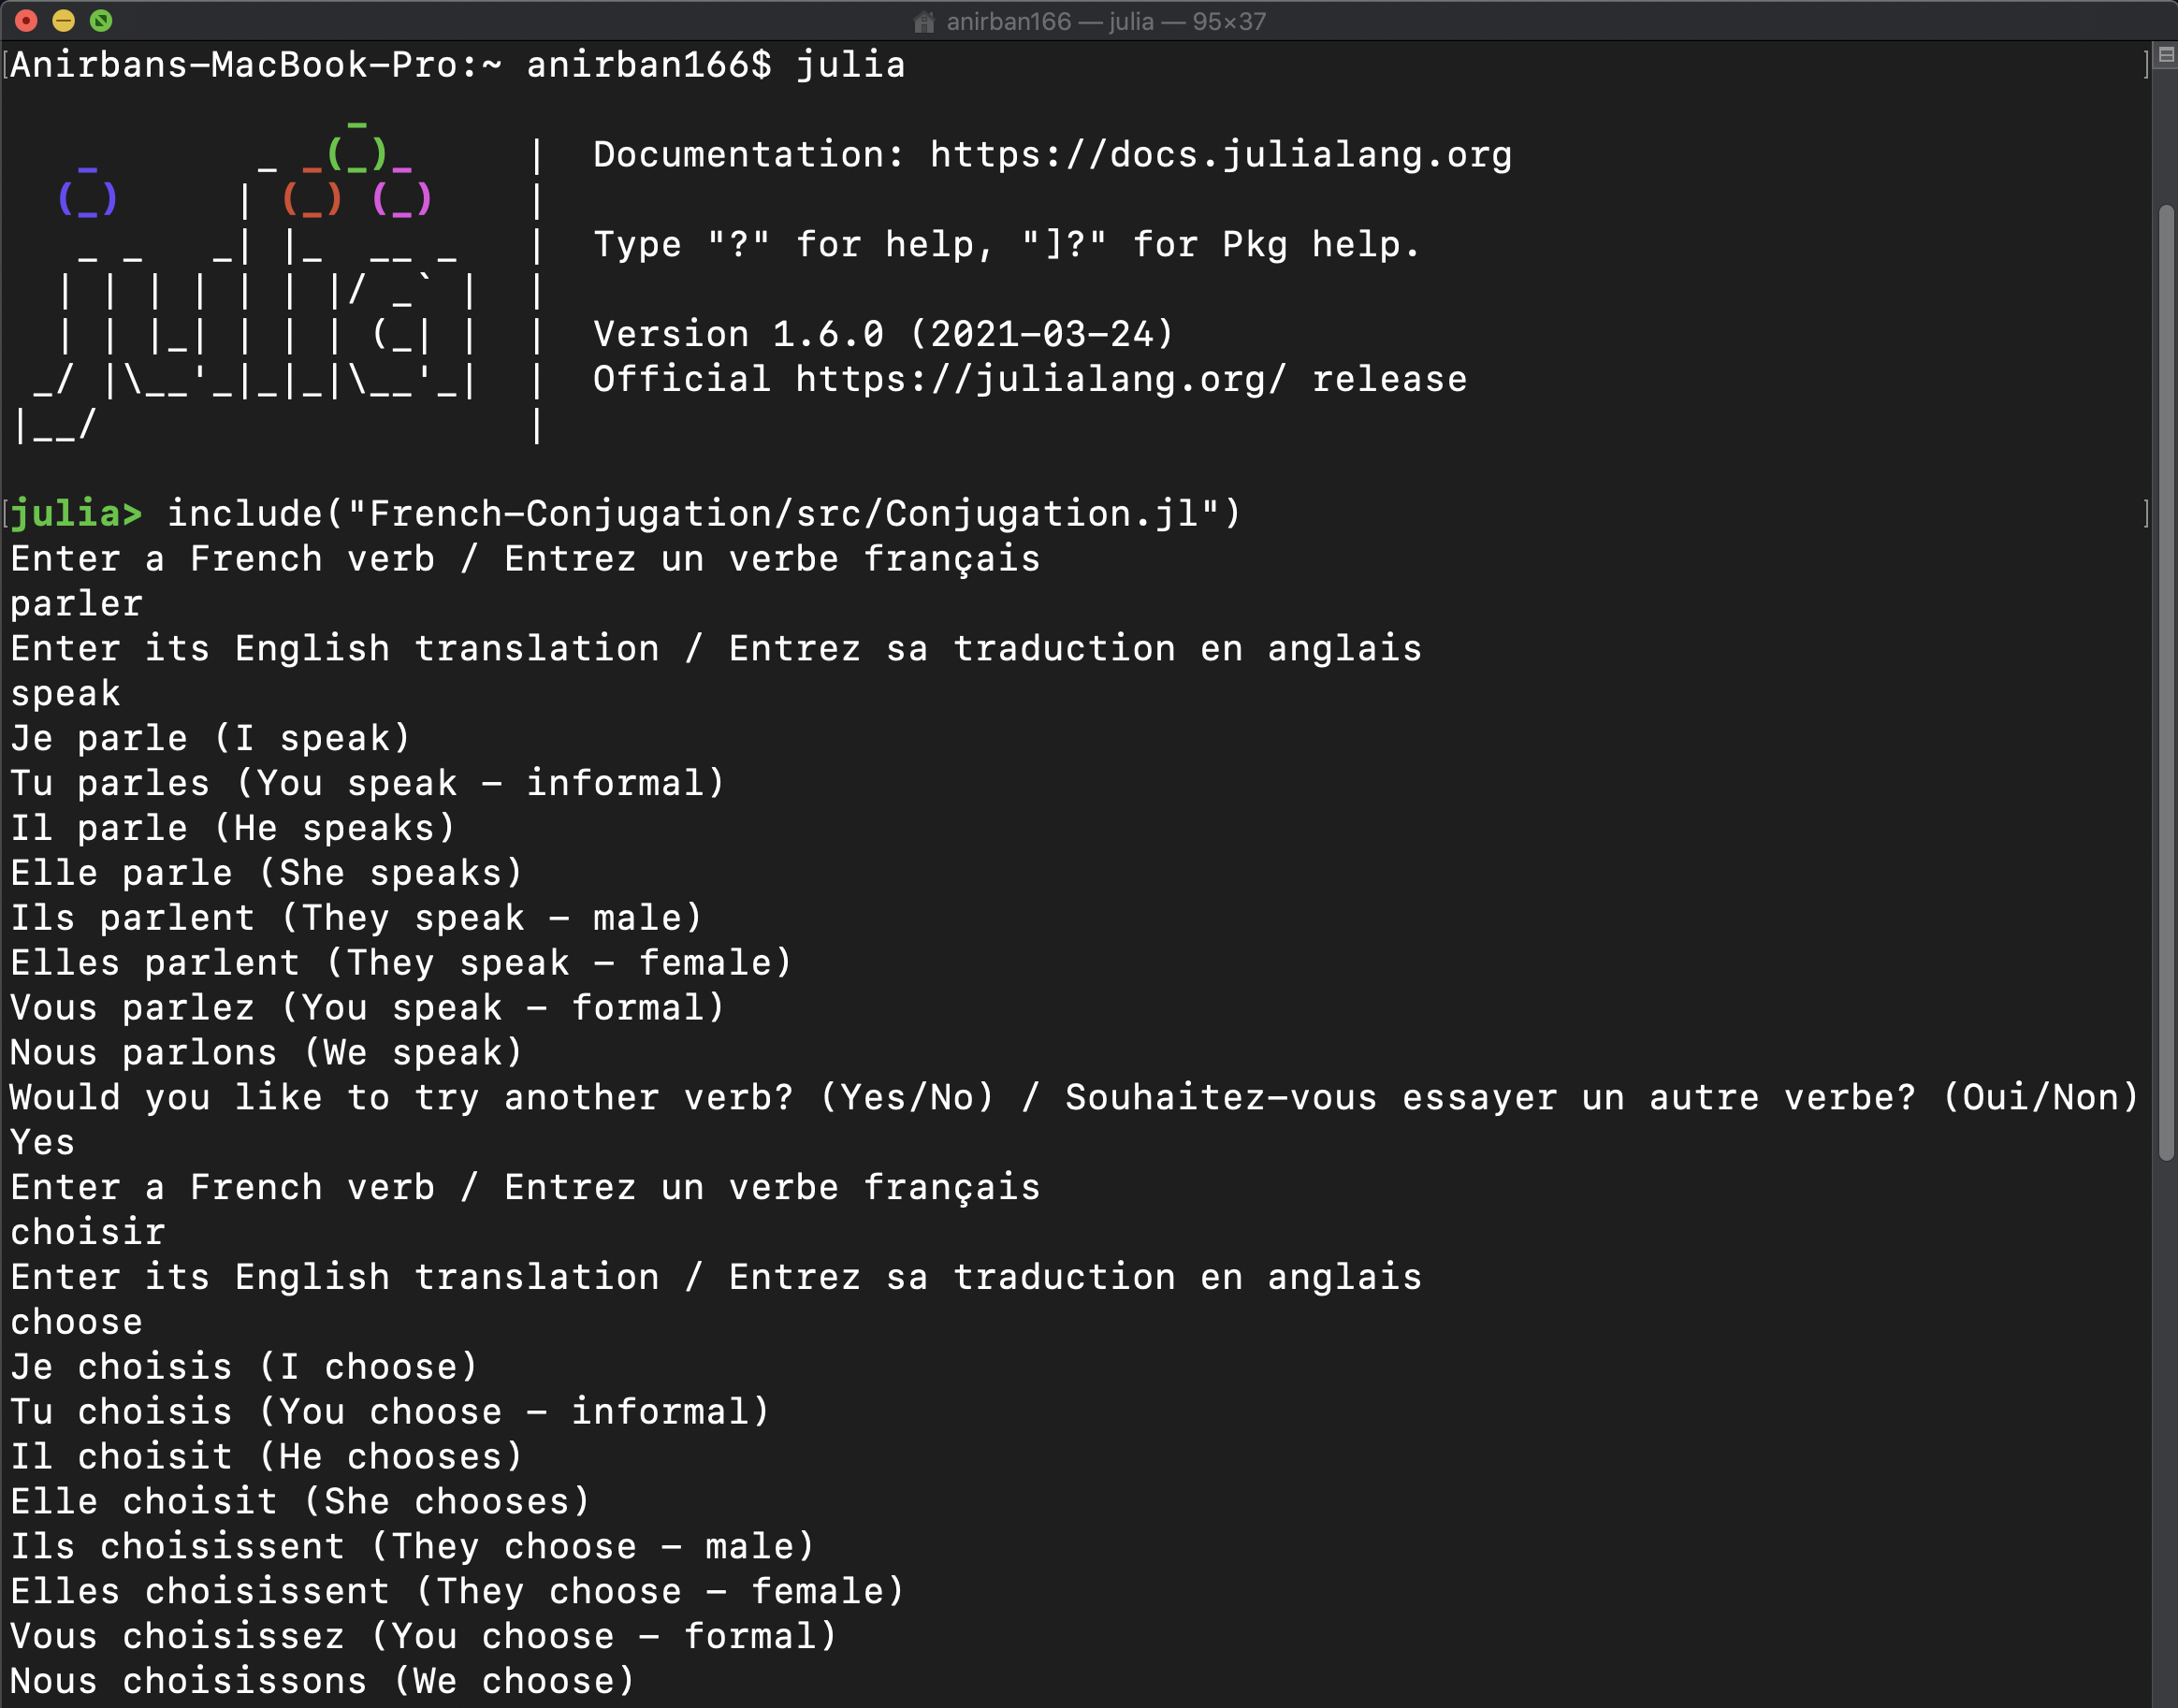 anirban166 — julia — 95×37
Anirbans-MacBook-Pro:~ anirban166$ julia
               _
   _       _ _(_)_     |  Documentation: https://docs.julialang.org
  (_)     | (_) (_)    |
   _ _   _| |_  __ _   |  Type "?" for help, "]?" for Pkg help.
  | | | | | | |/ _` |  |
  | | |_| | | | (_| |  |  Version 1.6.0 (2021-03-24)
 _/ |\__'_|_|_|\__'_|  |  Official https://julialang.org/ release
|__/                   |
julia> include("French-Conjugation/src/Conjugation.jl")
Enter a French verb / Entrez un verbe français
parler
Enter its English translation / Entrez sa traduction en anglais
speak
Je parle (I speak)
Tu parles (You speak - informal)
Il parle (He speaks)
Elle parle (She speaks)
Ils parlent (They speak - male)
Elles parlent (They speak - female)
Vous parlez (You speak - formal)
Nous parlons (We speak)
Would you like to try another verb? (Yes/No) / Souhaitez-vous essayer un autre verbe? (Oui/Non)
Yes
Enter a French verb / Entrez un verbe français
choisir
Enter its English translation / Entrez sa traduction en anglais
choose
Je choisis (I choose)
Tu choisis (You choose - informal)
Il choisit (He chooses)
Elle choisit (She chooses)
Ils choisissent (They choose - male)
Elles choisissent (They choose - female)
Vous choisissez (You choose - formal)
Nous choisissons (We choose)